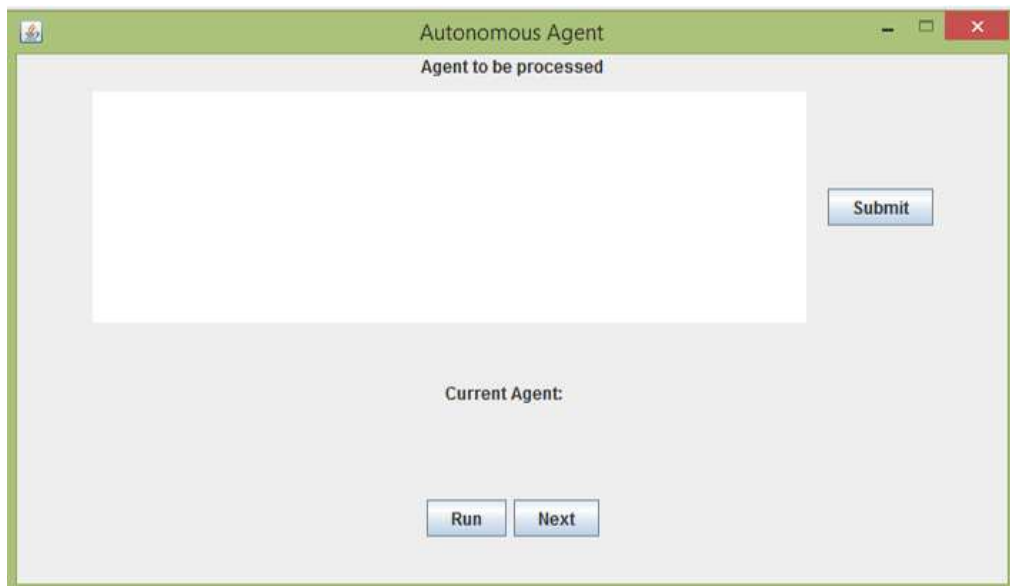 Autonomous Agent
Agent to be processed
Submit
Current Agent:
Run Next